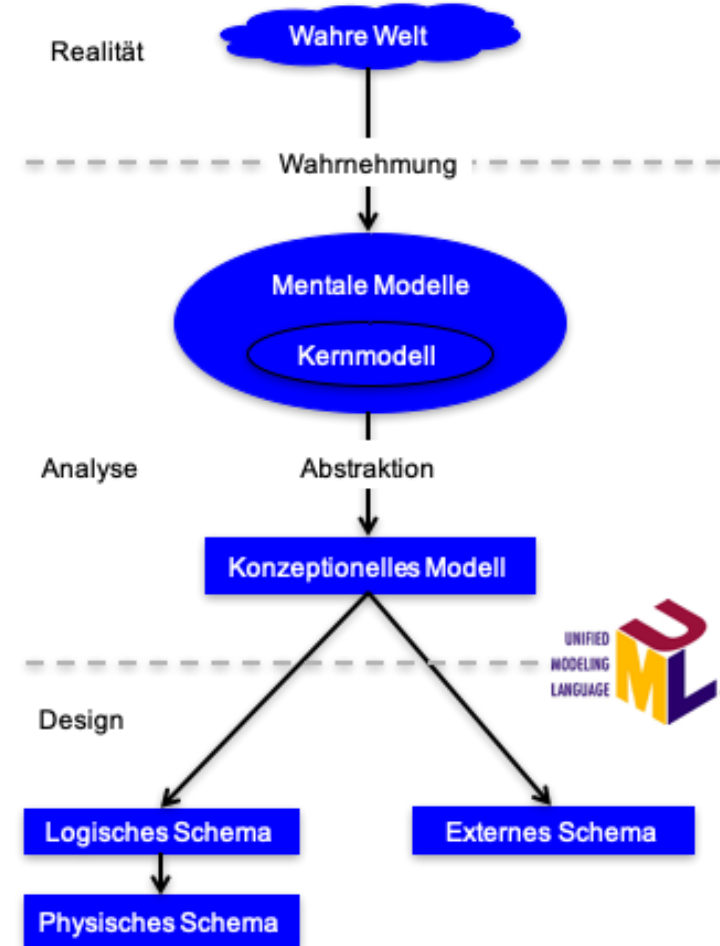 Wahre Welt
Realität
Wahrnehmung
Mentale Modelle
Kernmodell
Analyse
Abstraktion
Konzeptionelles Modell
UNIFIED
MODELING
LANGUAGE
UML
Design
Logisches Schema
Externes Schema
Physisches Schema